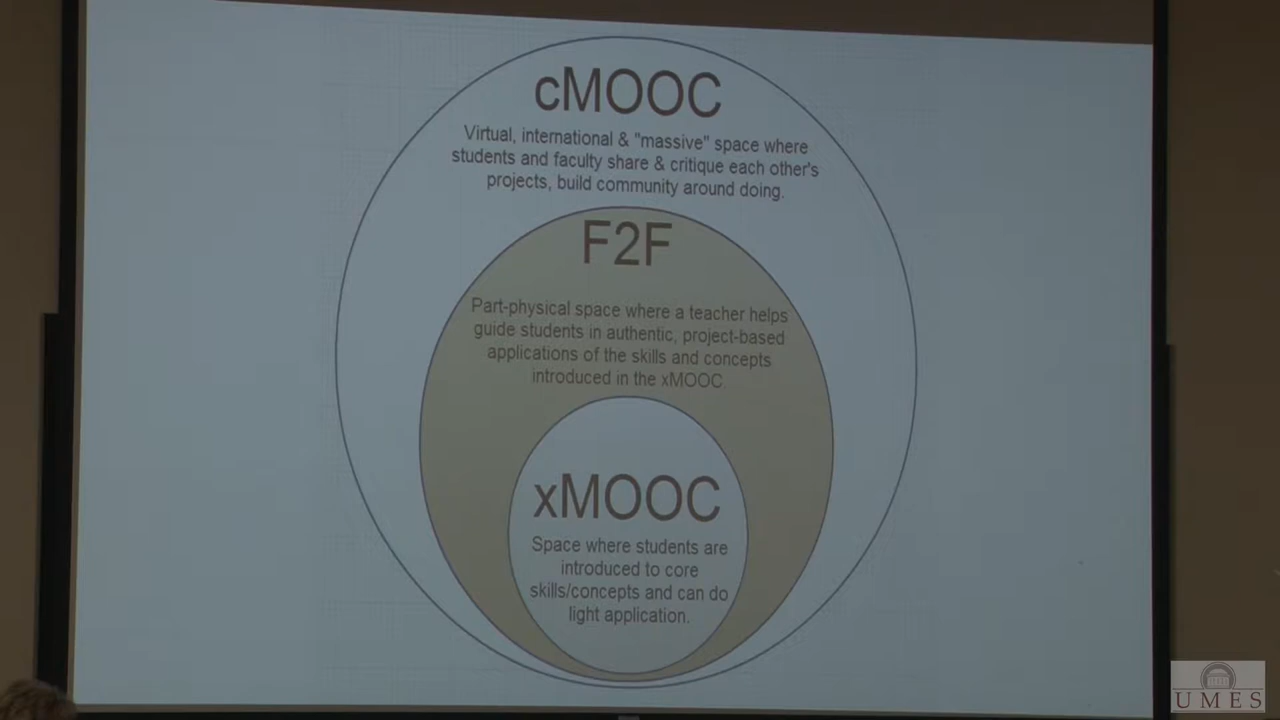 cMOOC
Virtual, international & "massive" space where
students and faculty share & critique each other's
projects, build community around doing.
F2F
Part-physical space where a teacher helps
guide students in authentic, project-based
applications of the skills and concepts
introduced in the xMOOC
xMOOC
Space where students are
introduced to core
skills/concepts and can do
light application.
UMES